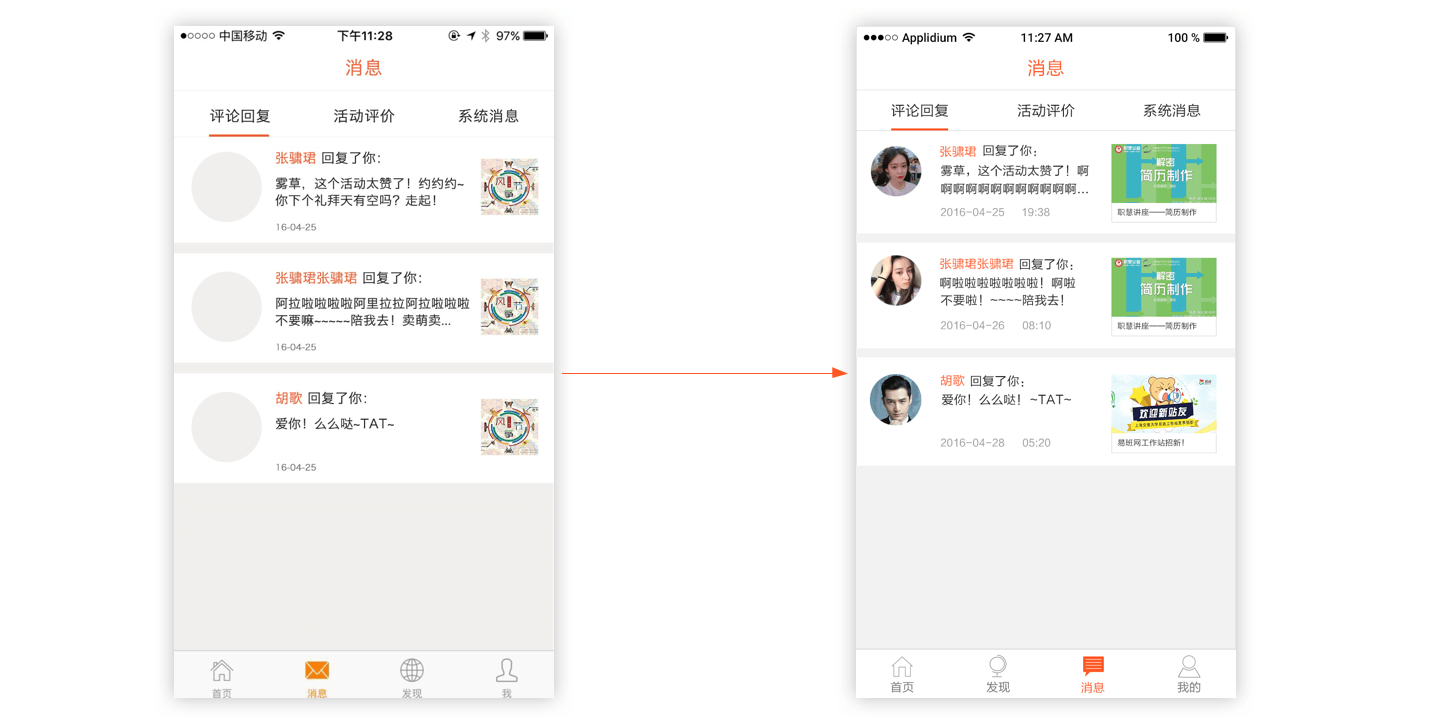 中国移动
下午11:28
97%
消息
评论回复
活动评价
系统消息
张骕珺 回复了你：
雾草，这个活动太赞了！约约约~
你下个礼拜天有空吗？走起！
16-04-25
风
节
张骕珺张骕珺 回复了你：
阿拉啦啦啦啦阿里拉拉阿拉啦啦啦
不要嘛~~~~~陪我去！卖萌卖...
16-04-25
风
节
胡歌 回复了你：
爱你！么么哒~TAT~
16-04-25
风
节
首页
消息
发现
我
Applidium
11:27 AM
100 %
消息
评论回复
活动评价
系统消息
张骕珺 回复了你：
雾草，这个活动太赞了！啊
啊啊啊啊啊啊啊啊啊啊啊...
2016-04-25 19:38
解密
简历制作
职慧讲座——简历制作
张骕珺张骕珺 回复了你：
啊啦啦啦啦啦啦啦！啊啦
不要啦！~~~~陪我去！
2016-04-26 08:10
解密
简历制作
职慧讲座——简历制作
胡歌 回复了你：
爱你！么么哒！~TAT~
2016-04-28 05:20
欢迎新站友
易班网工作站招新！
首页
发现
消息
我的